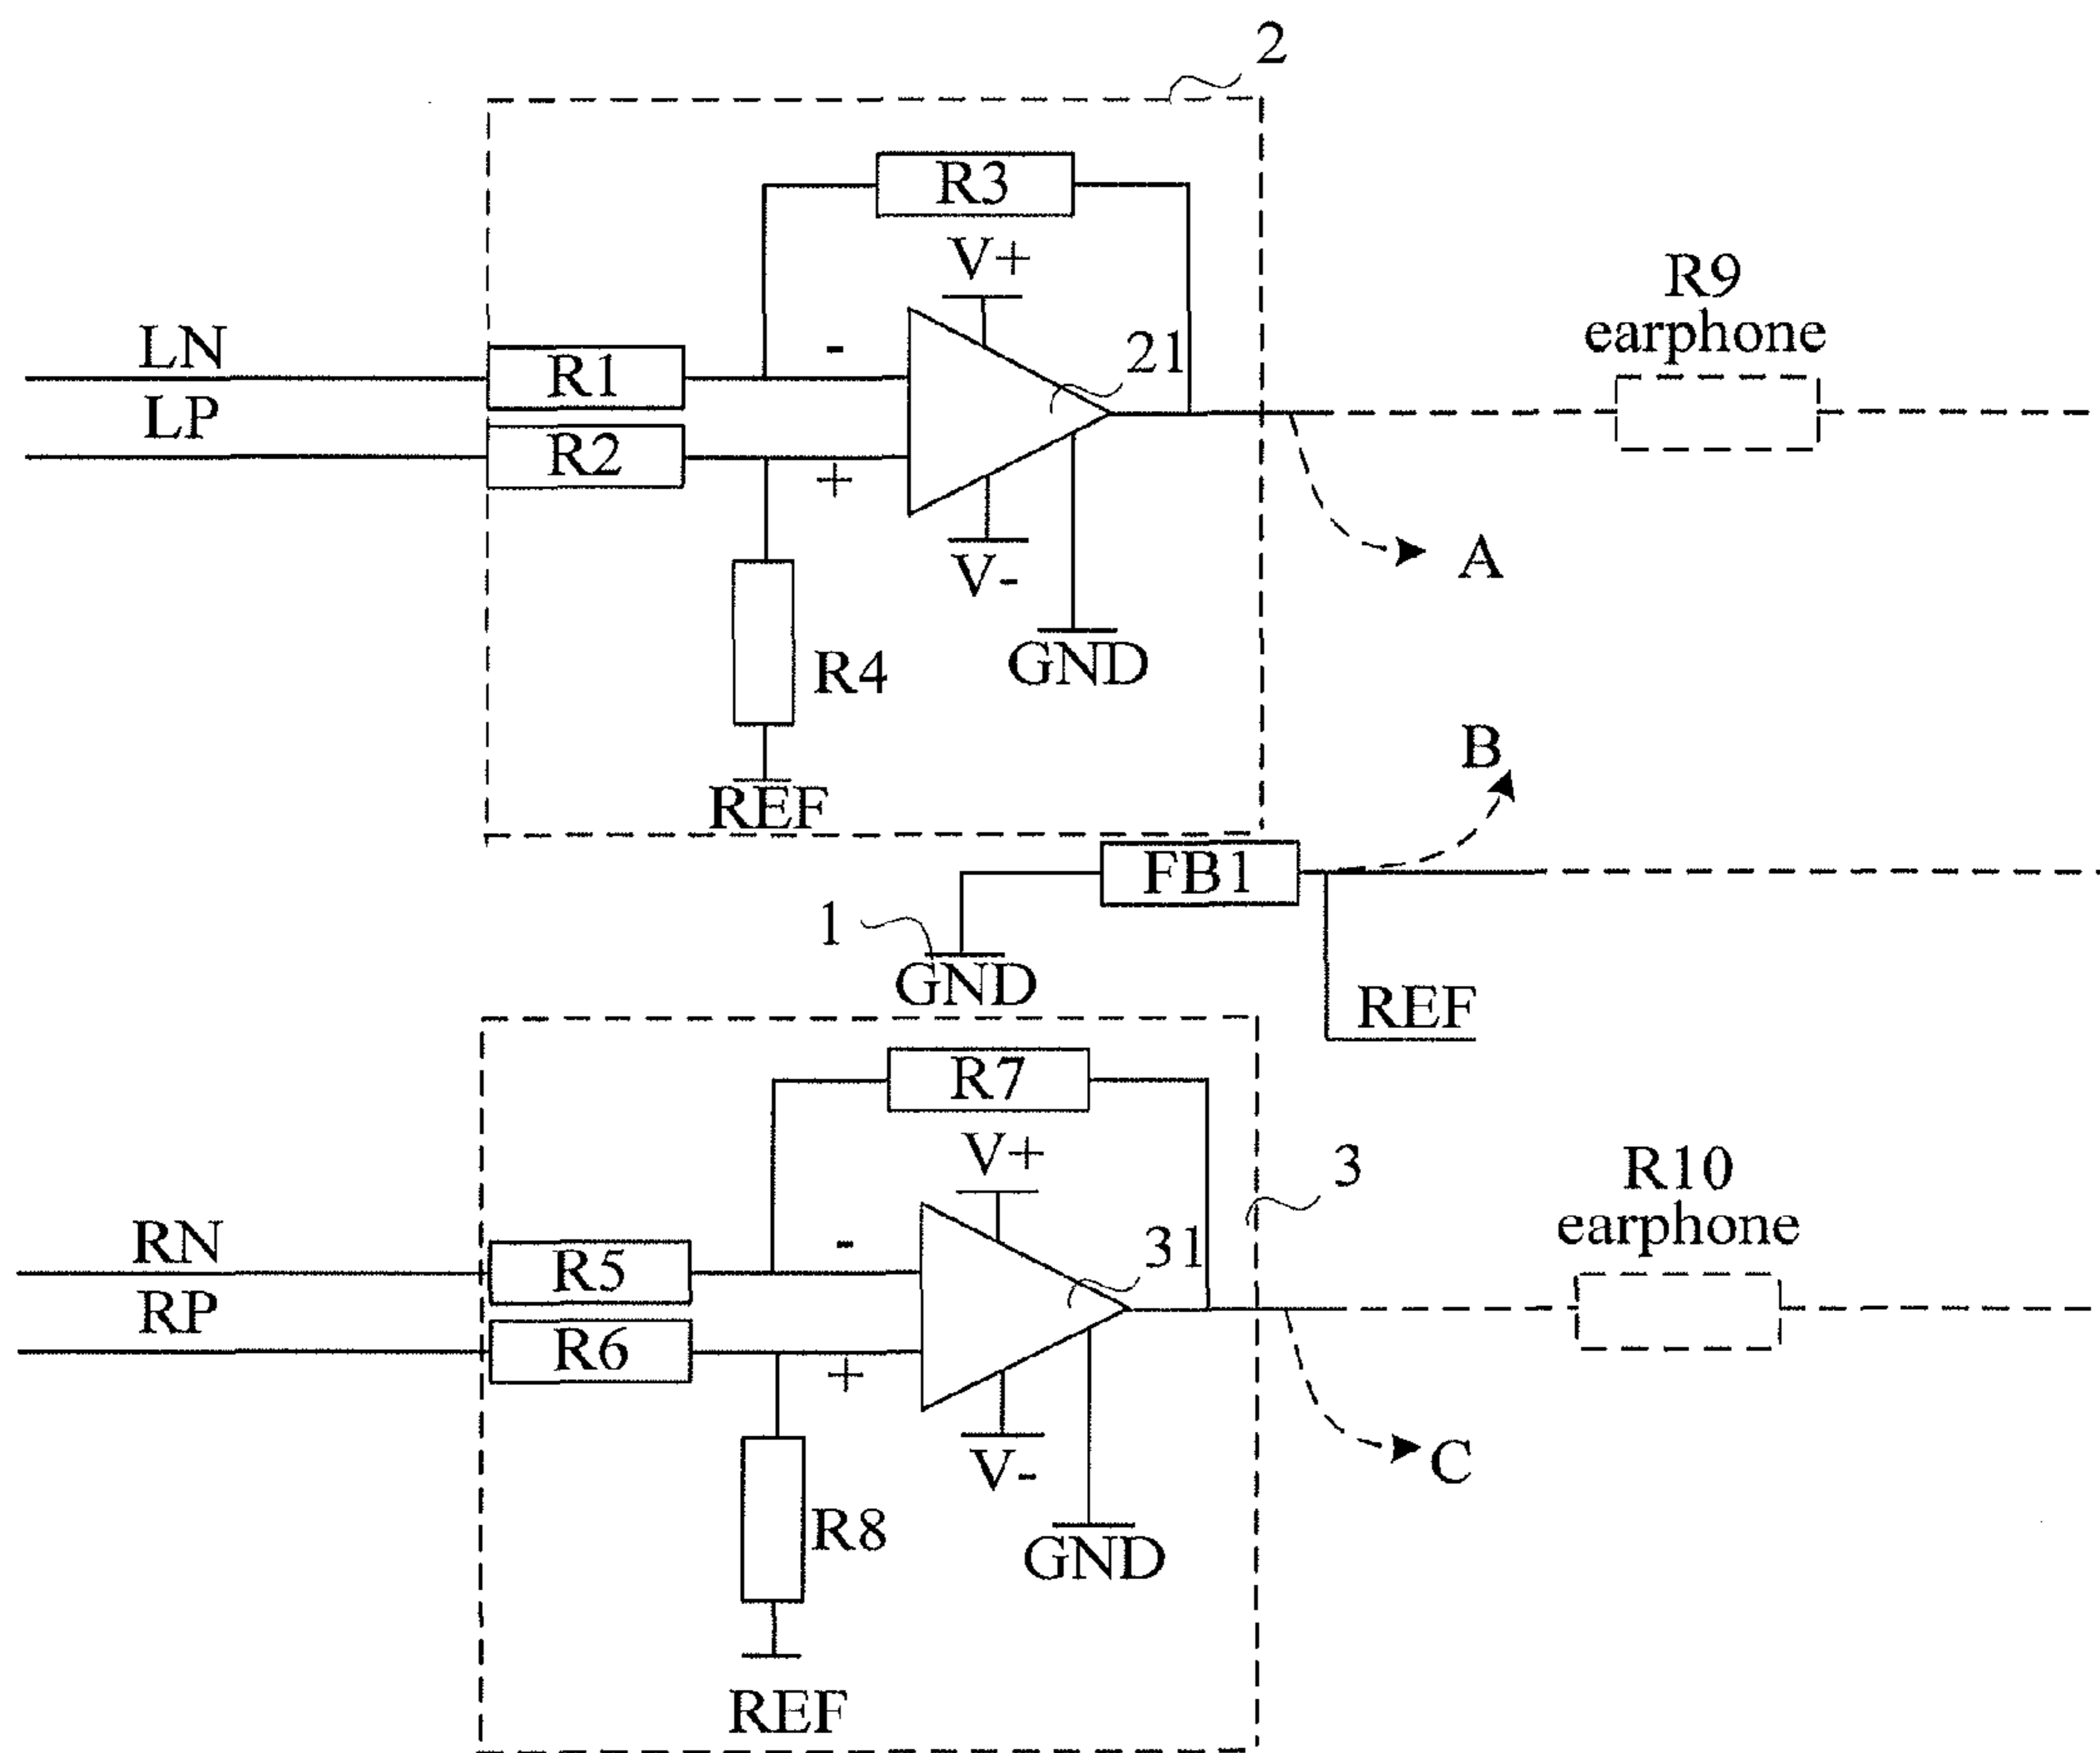 2
R3
V+
R9
earphone
LN
R1
-
21
LP
R2
+
V-
A
GND
R4
B
REF
FB1
1
GND
REF
R7
V+
3
R10
earphone
RN
R5
-
31
RP
R6
+
V-
C
R8
GND
REF